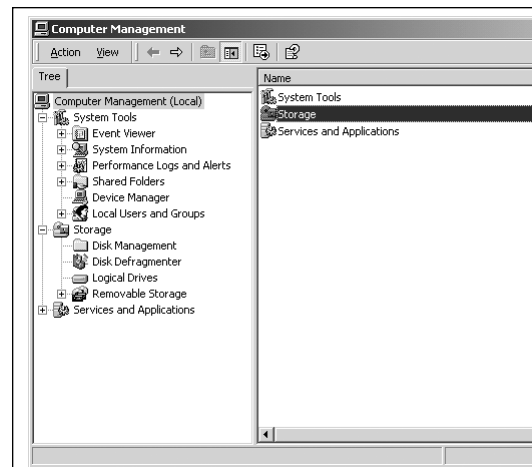 Computer Management
Action View
Tree
Name
Computer Management (Local)
System Tools
Event Viewer
System Information
Performance Logs and Alerts
Shared Folders
Device Manager
Local Users and Groups
Storage
Disk Management
Disk Defragmenter
Logical Drives
Removable Storage
Services and Applications
System Tools
Storage
Services and Applications